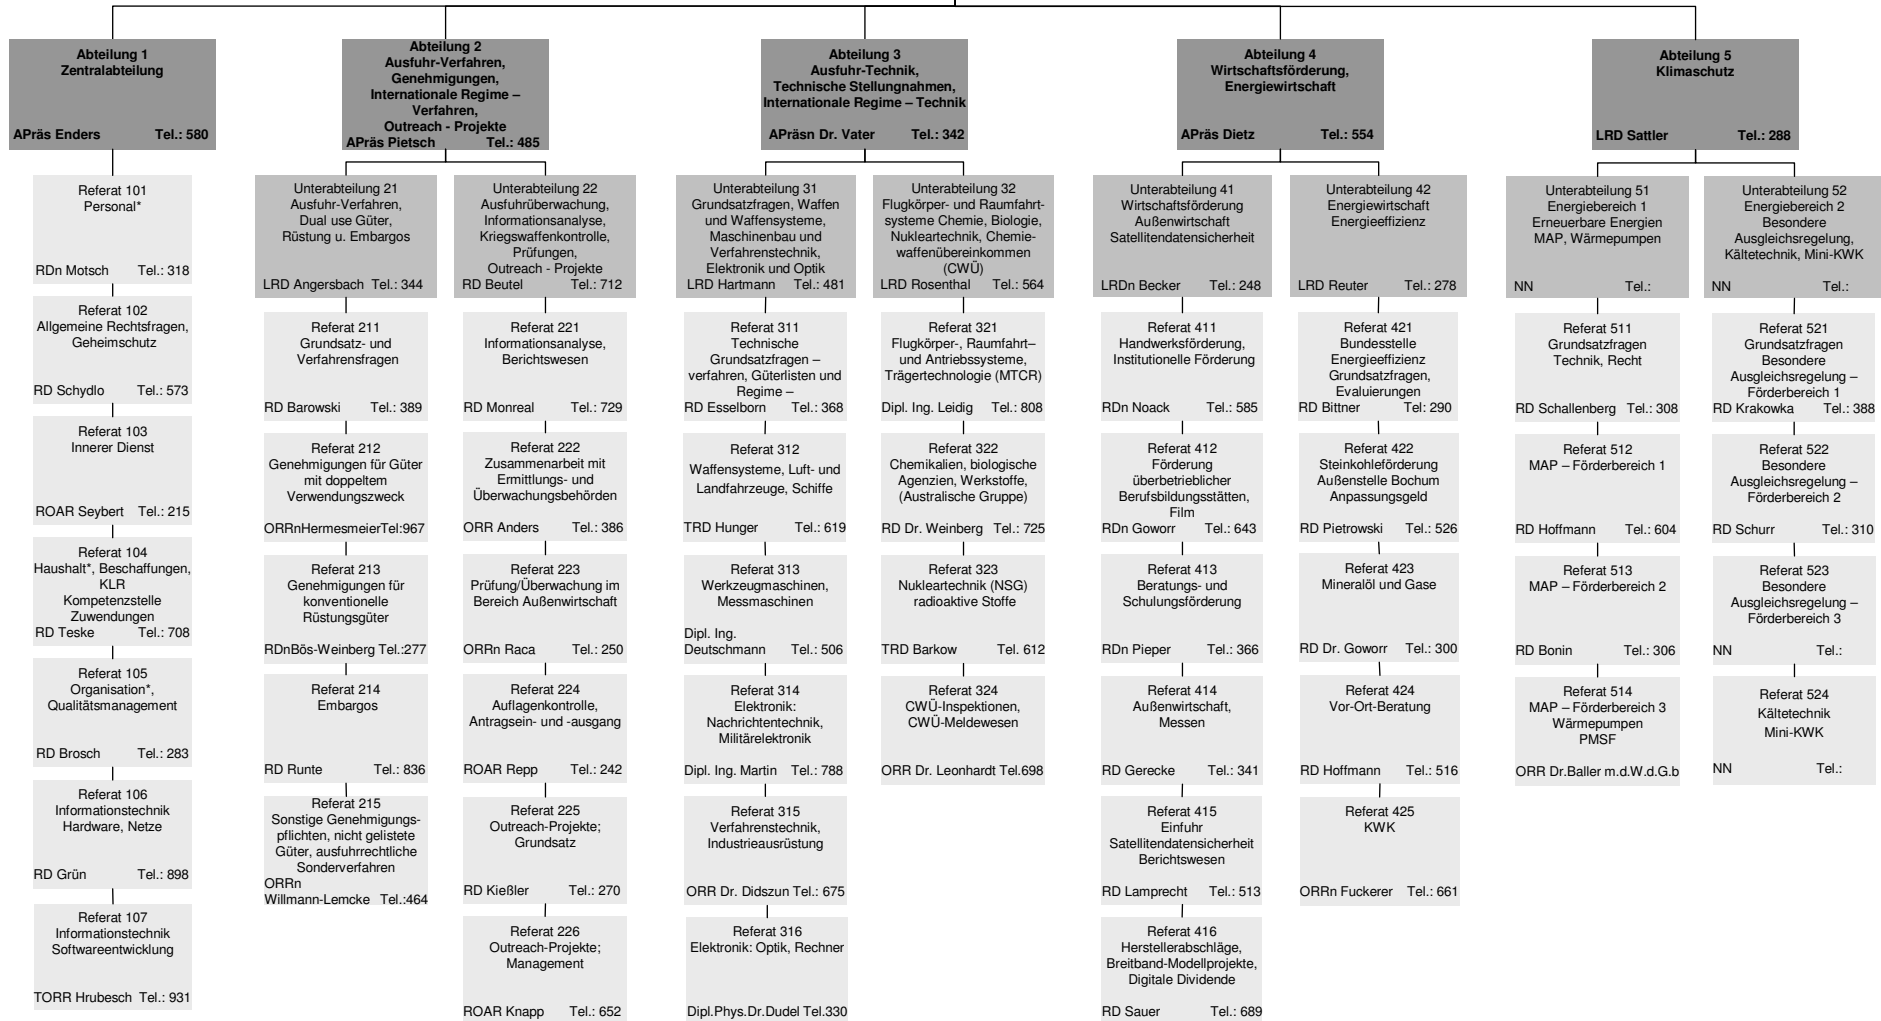 Abteilung 1
Zentralabteilung
APräs Enders Tel.: 580
Referat 101
Personal*
RDn Motsch Tel.: 318
Referat 102
Allgemeine Rechtsfragen,
Geheimschutz
RD Schydlo Tel.: 573
Referat 103
Innerer Dienst
ROAR Seybert Tel.: 215
Referat 104
Haushalt*, Beschaffungen,
KLR
Kompetenzstelle
Zuwendungen
RD Teske Tel.: 708
Referat 105
Organisation*,
Qualitätsmanagement
RD Brosch Tel.: 283
Referat 106
Informationstechnik
Hardware, Netze
RD Grün Tel.: 898
Referat 107
Informationstechnik
Softwareentwicklung
TORR Hrubesch Tel.: 931
Abteilung 2
Ausfuhr-Verfahren,
Genehmigungen,
Internationale Regime –
Verfahren,
Outreach - Projekte
APräs Pietsch Tel.: 485
Unterabteilung 21
Ausfuhr-Verfahren,
Dual use Güter,
Rüstung u. Embargos
LRD Angersbach Tel.: 344
Referat 211
Grundsatz- und
Verfahrensfragen
RD Barowski Tel.: 389
Referat 212
Genehmigungen für Güter
mit doppeltem
Verwendungszweck
ORRnHermesmeierTel:967
Referat 213
Genehmigungen für
konventionelle
Rüstungsgüter
RDnBös-Weinberg Tel.:277
Referat 214
Embargos
RD Runte Tel.: 836
Referat 215
Sonstige Genehmigungs-
pflichten, nicht gelistete
Güter, ausfuhrrechtliche
Sonderverfahren
ORRn
Willmann-Lemcke Tel.:464
Unterabteilung 22
Ausfuhrüberwachung,
Informationsanalyse,
Kriegswaffenkontrolle,
Prüfungen,
Outreach - Projekte
RD Beutel Tel.: 712
Referat 221
Informationsanalyse,
Berichtswesen
RD Monreal Tel.: 729
Referat 222
Zusammenarbeit mit
Ermittlungs- und
Überwachungsbehörden
ORR Anders Tel.: 386
Referat 223
Prüfung/Überwachung im
Bereich Außenwirtschaft
ORRn Raca Tel.: 250
Referat 224
Auflagenkontrolle,
Antragsein- und -ausgang
ROAR Repp Tel.: 242
Referat 225
Outreach-Projekte;
Grundsatz
RD Kießler Tel.: 270
Referat 226
Outreach-Projekte;
Management
ROAR Knapp Tel.: 652
Abteilung 3
Ausfuhr-Technik,
Technische Stellungnahmen,
Internationale Regime – Technik
APräsn Dr. Vater Tel.: 342
Unterabteilung 31
Grundsatzfragen, Waffen
und Waffensysteme,
Maschinenbau und
Verfahrenstechnik,
Elektronik und Optik
LRD Hartmann Tel.: 481
Referat 311
Technische
Grundsatzfragen –
verfahren, Güterlisten und
Regime –
RD Esselborn Tel.: 368
Referat 312
Waffensysteme, Luft- und
Landfahrzeuge, Schiffe
TRD Hunger Tel.: 619
Referat 313
Werkzeugmaschinen,
Messmaschinen
Dipl. Ing.
Deutschmann Tel.: 506
Referat 314
Elektronik:
Nachrichtentechnik,
Militärelektronik
Dipl. Ing. Martin Tel.: 788
Referat 315
Verfahrenstechnik,
Industrieausrüstung
ORR Dr. Didszun Tel.: 675
Referat 316
Elektronik: Optik, Rechner
Dipl.Phys.Dr.Dudel Tel.330
Unterabteilung 32
Flugkörper- und Raumfahrt-
systeme Chemie, Biologie,
Nukleartechnik, Chemie-
waffenübereinkommen
(CWÜ)
LRD Rosenthal Tel.: 564
Referat 321
Flugkörper-, Raumfahrt–
und Antriebssysteme,
Trägertechnologie (MTCR)
Dipl. Ing. Leidig Tel.: 808
Referat 322
Chemikalien, biologische
Agenzien, Werkstoffe,
(Australische Gruppe)
RD Dr. Weinberg Tel.: 725
Referat 323
Nukleartechnik (NSG)
radioaktive Stoffe
TRD Barkow Tel. 612
Referat 324
CWÜ-Inspektionen,
CWÜ-Meldewesen
ORR Dr. Leonhardt Tel.698
Abteilung 4
Wirtschaftsförderung,
Energiewirtschaft
APräs Dietz Tel.: 554
Unterabteilung 41
Wirtschaftsförderung
Außenwirtschaft
Satellitendatensicherheit
LRDn Becker Tel.: 248
Referat 411
Handwerksförderung,
Institutionelle Förderung
RDn Noack Tel.: 585
Referat 412
Förderung
überbetrieblicher
Berufsbildungsstätten,
Film
RDn Goworr Tel.: 643
Referat 413
Beratungs- und
Schulungsförderung
RDn Pieper Tel.: 366
Referat 414
Außenwirtschaft,
Messen
RD Gerecke Tel.: 341
Referat 415
Einfuhr
Satellitendatensicherheit
Berichtswesen
RD Lamprecht Tel.: 513
Referat 416
Herstellerabschläge,
Breitband-Modellprojekte,
Digitale Dividende
RD Sauer Tel.: 689
Unterabteilung 42
Energiewirtschaft
Energieeffizienz
LRD Reuter Tel.: 278
Referat 421
Bundesstelle
Energieeffizienz
Grundsatzfragen,
Evaluierungen
RD Bittner Tel: 290
Referat 422
Steinkohleförderung
Außenstelle Bochum
Anpassungsgeld
RD Pietrowski Tel.: 526
Referat 423
Mineralöl und Gase
RD Dr. Goworr Tel.: 300
Referat 424
Vor-Ort-Beratung
RD Hoffmann Tel.: 516
Referat 425
KWK
ORRn Fuckerer Tel.: 661
Abteilung 5
Klimaschutz
LRD Sattler Tel.: 288
Unterabteilung 51
Energiebereich 1
Erneuerbare Energien
MAP, Wärmepumpen
NN Tel.:
Referat 511
Grundsatzfragen
Technik, Recht
RD Schallenberg Tel.: 308
Referat 512
MAP – Förderbereich 1
RD Hoffmann Tel.: 604
Referat 513
MAP – Förderbereich 2
RD Bonin Tel.: 306
Referat 514
MAP – Förderbereich 3
Wärmepumpen
PMSF
ORR Dr.Baller m.d.W.d.G.b
Unterabteilung 52
Energiebereich 2
Besondere
Ausgleichsregelung,
Kältetechnik, Mini-KWK
NN Tel.:
Referat 521
Grundsatzfragen
Besondere
Ausgleichsregelung –
Förderbereich 1
RD Krakowka Tel.: 388
Referat 522
Besondere
Ausgleichsregelung –
Förderbereich 2
RD Schurr Tel.: 310
Referat 523
Besondere
Ausgleichsregelung –
Förderbereich 3
NN Tel.:
Referat 524
Kältetechnik
Mini-KWK
NN Tel.: